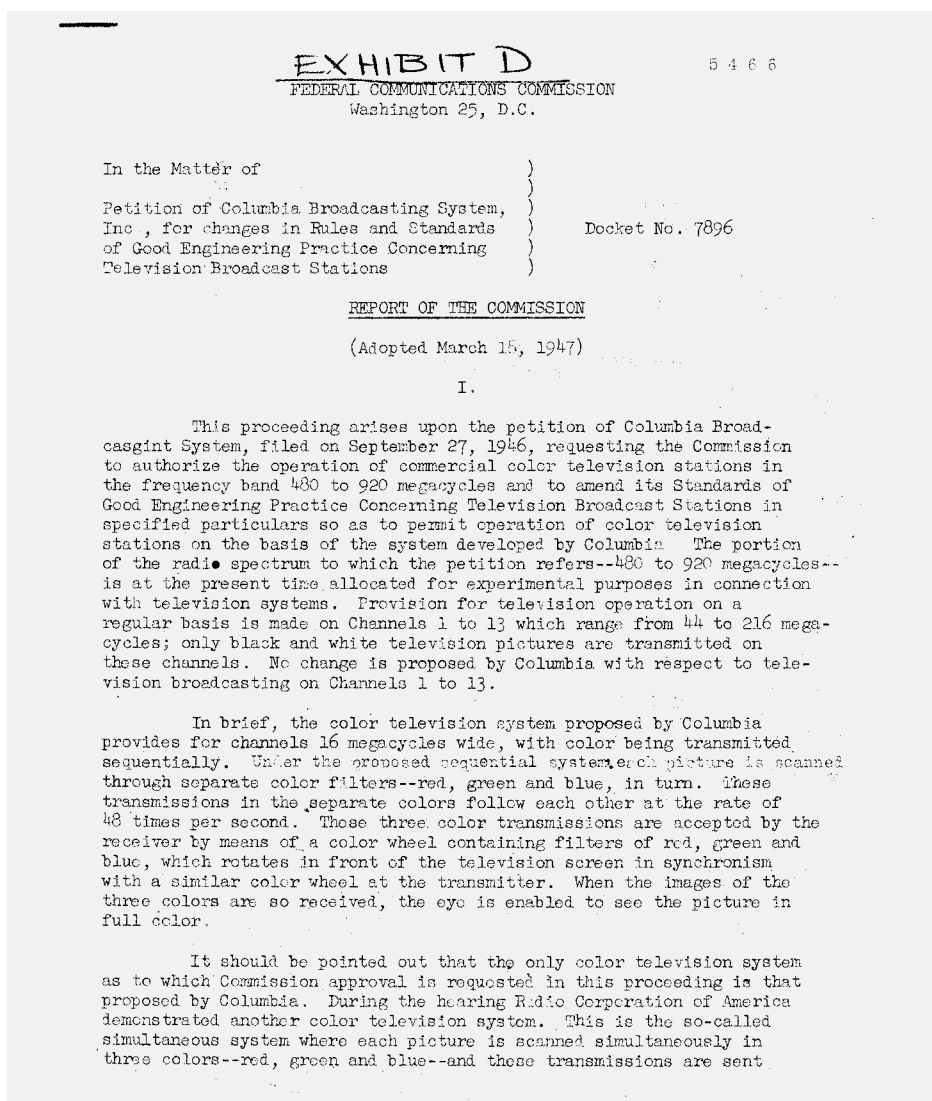 EXHIBIT D
5466
FEDERAL COMMUNICATIONS COMMISSION
Washington 25, D.C.
In the Matter of )
)
Petition of Columbia Broadcasting System, )
Inc., for changes in Rules and Standards ) Docket No. 7896
of Good Engineering Practice Concerning )
Television Broadcast Stations )
REPORT OF THE COMMISSION
(Adopted March 18, 1947)
I.
This proceeding arises upon the petition of Columbia Broad-
casgint System, filed on September 27, 1946, requesting the Commission
to authorize the operation of commercial color television stations in
the frequency band 480 to 920 megacycles and to amend its Standards of
Good Engineering Practice Concerning Television Broadcast Stations in
specified particulars so as to permit operation of color television
stations on the basis of the system developed by Columbia The portion
of the radio spectrum to which the petition refers--480 to 920 megacycles--
is at the present time allocated for experimental purposes in connection
with television systems. Provision for television operation on a
regular basis is made on Channels 1 to 13 which range from 44 to 216 mega-
cycles; only black and white television pictures are transmitted on
these channels. No change is proposed by Columbia with respect to tele-
vision broadcasting on Channels 1 to 13.
In brief, the color television system proposed by Columbia
provides for channels 16 megacycles wide, with color being transmitted
sequentially. Under the proposed sequential system each picture is scanned
through separate color filters--red, green and blue, in turn. These
transmissions in the separate colors follow each other at the rate of
48 times per second. These three color transmissions are accepted by the
receiver by means of a color wheel containing filters of red, green and
blue, which rotates in front of the television screen in synchronism
with a similar color wheel at the transmitter. When the images of the
three colors are so received, the eye is enabled to see the picture in
full color.
It should be pointed out that the only color television system
as to which Commission approval is requested in this proceeding is that
proposed by Columbia. During the hearing Radio Corporation of America
demonstrated another color television system. This is the so-called
simultaneous system where each picture is scanned simultaneously in
three colors--red, green and blue--and these transmissions are sent